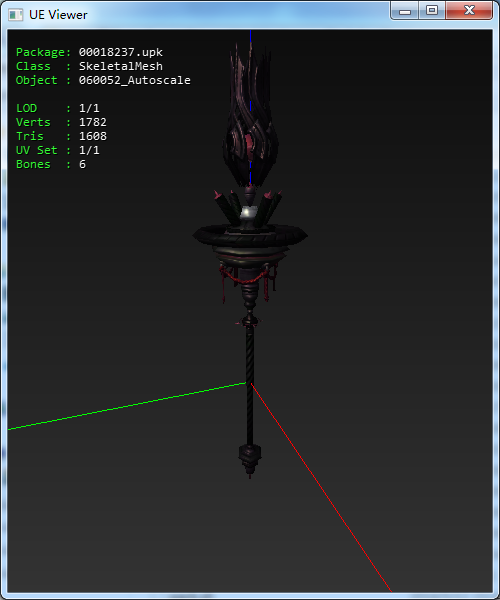 UE Viewer
Package: 00018237.upk
Class : SkeletalMesh
Object : 060052_Autoscale
LOD : 1/1
Verts : 1782
Tris : 1608
UV Set : 1/1
Bones : 6